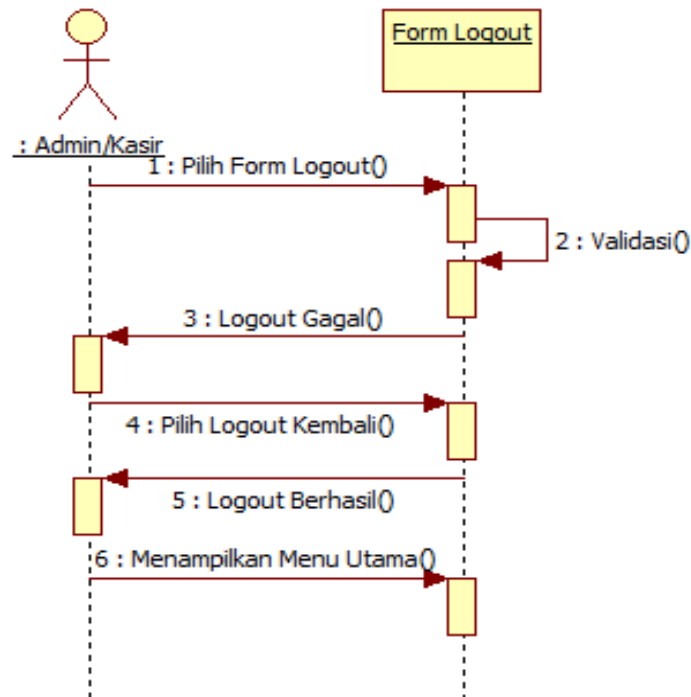 Form Logout
: Admin/Kasir
1 : Pilih Form Logout()
2 : Validasi()
3 : Logout Gagal()
4 : Pilih Logout Kembali()
5 : Logout Berhasil()
6 : Menampilkan Menu Utama()